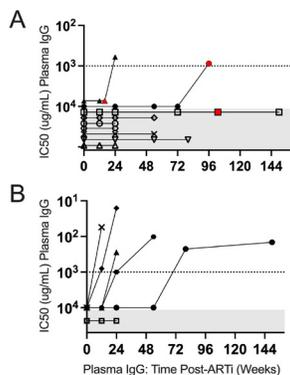 A
IC50 (ug/mL) Plasma IgG
10²
10³
10⁴
0 24 48 72 96 120 144
B
IC50 (ug/mL) Plasma IgG
10¹
10²
10³
10⁴
0 24 48 72 96 120 144
Plasma IgG: Time Post-ARTi (Weeks)